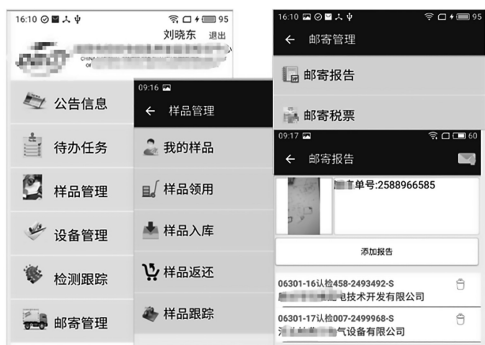 16:10
95
刘晓东 退出
公告信息
待办任务
样品管理
设备管理
检测跟踪
邮寄管理
09:16
样品管理
我的样品
样品领用
样品入库
样品返还
样品跟踪
16:10
95
邮寄管理
邮寄报告
邮寄税票
09:17
60
邮寄报告
单号:2588966585
添加报告
06301-16认检458-2493492-S
电技术开发有限公司
06301-17认检007-2499968-S
气设备有限公司